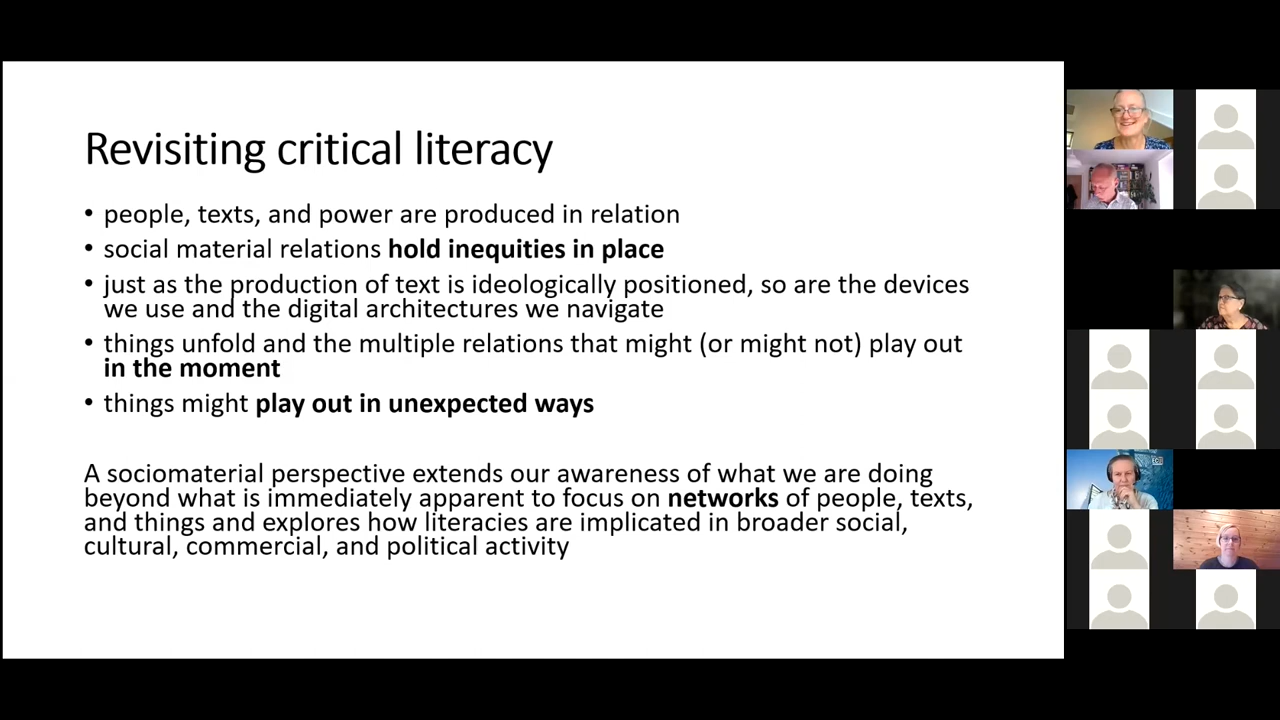 Revisiting critical literacy
• people, texts, and power are produced in relation
• social material relations hold inequities in place
• just as the production of text is ideologically positioned, so are the devices
we use and the digital architectures we navigate
• things unfold and the multiple relations that might (or might not) play out
in the moment
• things might play out in unexpected ways
A sociomaterial perspective extends our awareness of what we are doing
beyond what is immediately apparent to focus on networks of people, texts,
and things and explores how literacies are implicated in broader social,
cultural, commercial, and political activity